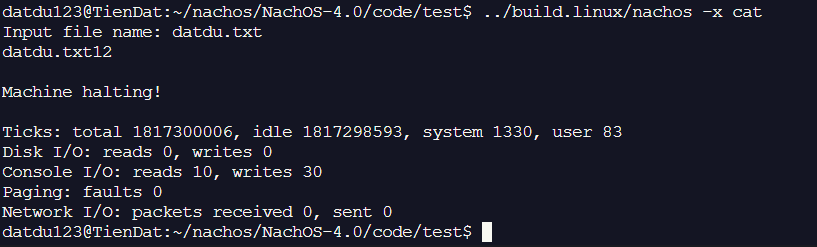 datdu123@TienDat:~/nachos/NachOS-4.0/code/test$ ../build.linux/nachos -x cat
Input file name: datdu.txt
datdu.txt12
Machine halting!
Ticks: total 1817300006, idle 1817298593, system 1330, user 83
Disk I/O: reads 0, writes 0
Console I/O: reads 10, writes 30
Paging: faults 0
Network I/O: packets received 0, sent 0
datdu123@TienDat:~/nachos/NachOS-4.0/code/test$